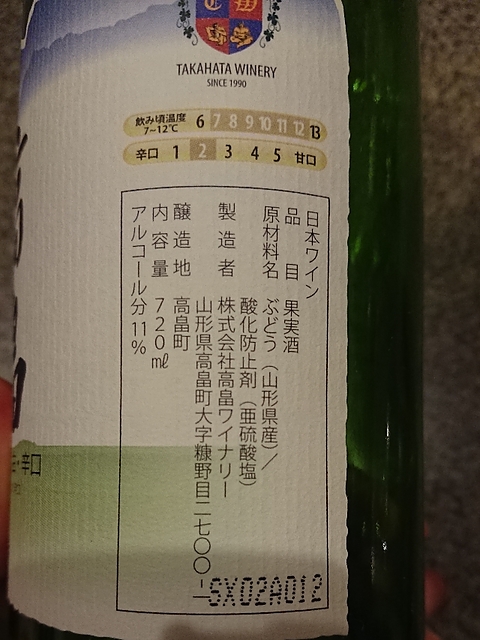 TAKAHATA WINERY
SINCE 1990
飲み頃温度
7~12℃
6 7 8 9 10 11 12 13
辛口 1 2 3 4 5 甘口
日本ワイン
品目 果実酒
原材料名 ぶどう（山形県産）／
酸化防止剤（亜硫酸塩）
製造者 株式会社高畠ワイナリー
山形県高畠町大字糠野目二七〇〇-一
醸造地 高畠町
内容量 720㎖
アルコール分 11%
SX02A012
辛口